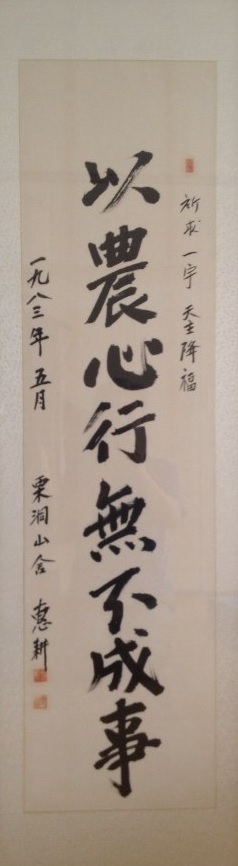 祈求 一宇 天主降福
以農心行無不成事
一九八三年 五月 栗洞山舍 惠耕